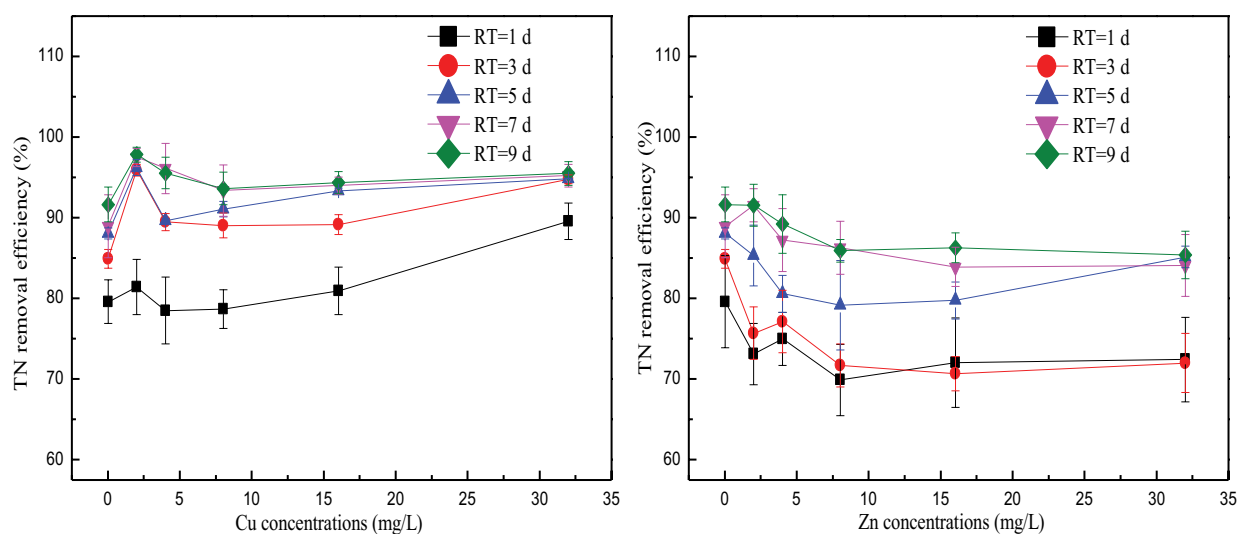 RT=1 d
RT=3 d
RT=5 d
RT=7 d
RT=9 d
TN removal efficiency (%)
110
100
90
80
70
60
0 5 10 15 20 25 30 35
Cu concentrations (mg/L)
RT=1 d
RT=3 d
RT=5 d
RT=7 d
RT=9 d
TN removal efficiency (%)
110
100
90
80
70
60
0 5 10 15 20 25 30 35
Zn concentrations (mg/L)